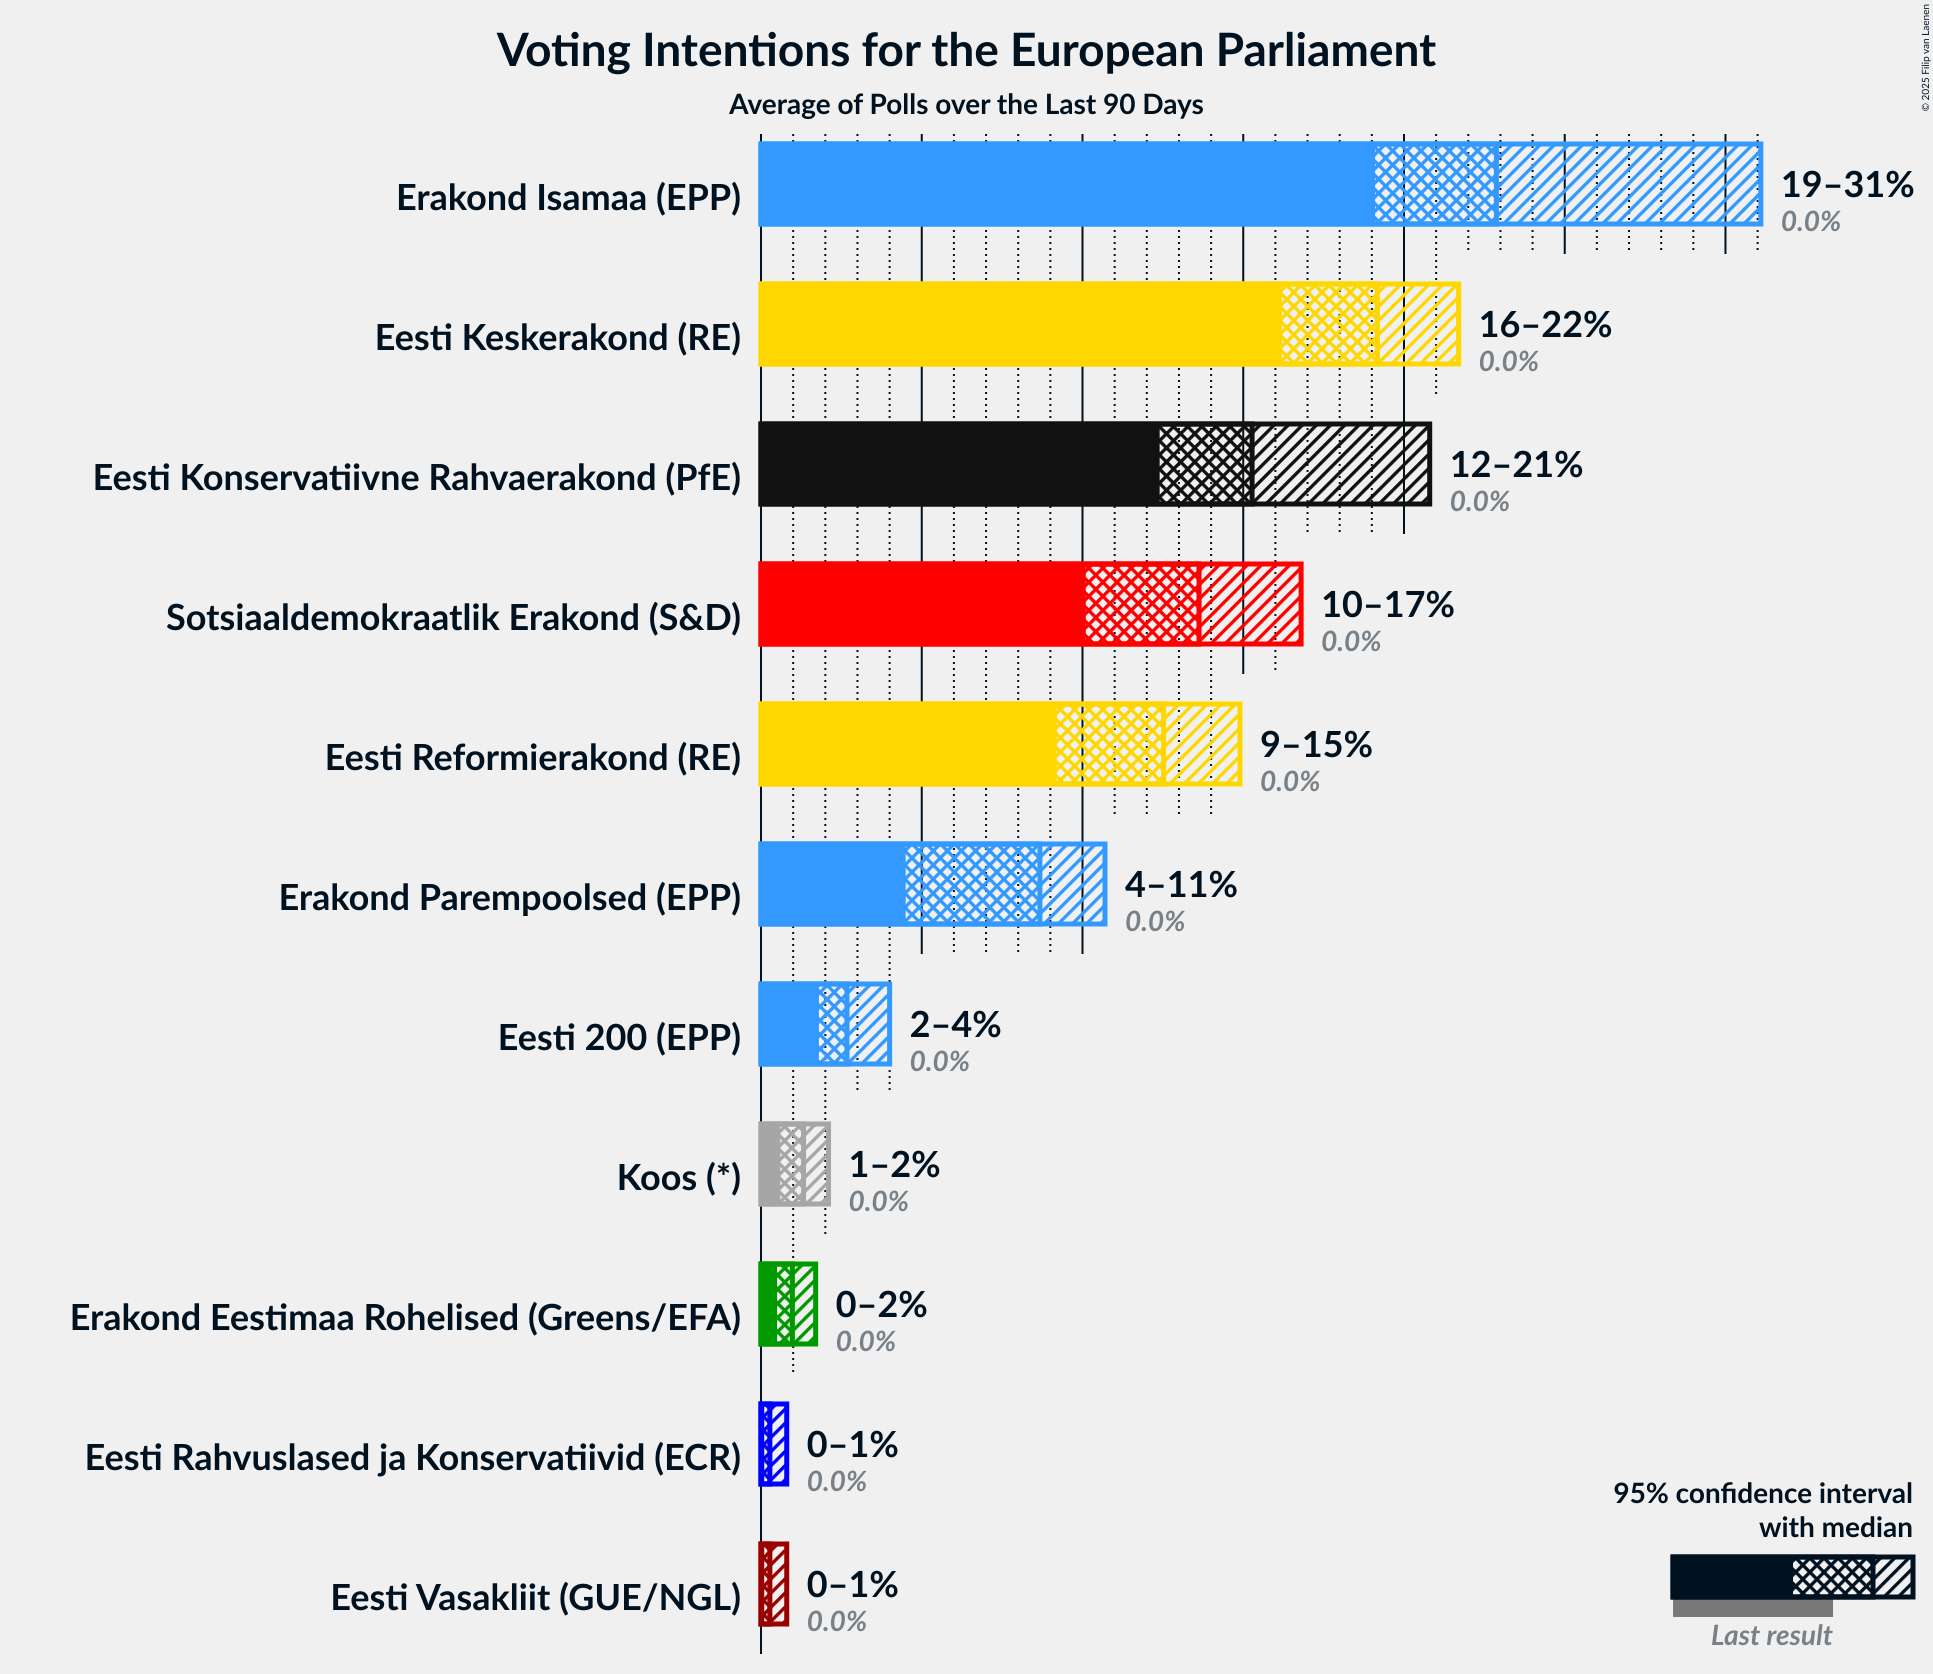 © 2025 Filip van Laenen
Voting Intentions for the European Parliament
Average of Polls over the Last 90 Days
Erakond Isamaa (EPP)
19–31%
0.0%
Eesti Keskerakond (RE)
16–22%
0.0%
Eesti Konservatiivne Rahvaerakond (PfE)
12–21%
0.0%
Sotsiaaldemokraatlik Erakond (S&D)
10–17%
0.0%
Eesti Reformierakond (RE)
9–15%
0.0%
Erakond Parempoolsed (EPP)
4–11%
0.0%
Eesti 200 (EPP)
2–4%
0.0%
Koos (*)
1–2%
0.0%
Erakond Eestimaa Rohelised (Greens/EFA)
0–2%
0.0%
Eesti Rahvuslased ja Konservatiivid (ECR)
0–1%
0.0%
Eesti Vasakliit (GUE/NGL)
0–1%
0.0%
95% confidence interval
with median
Last result